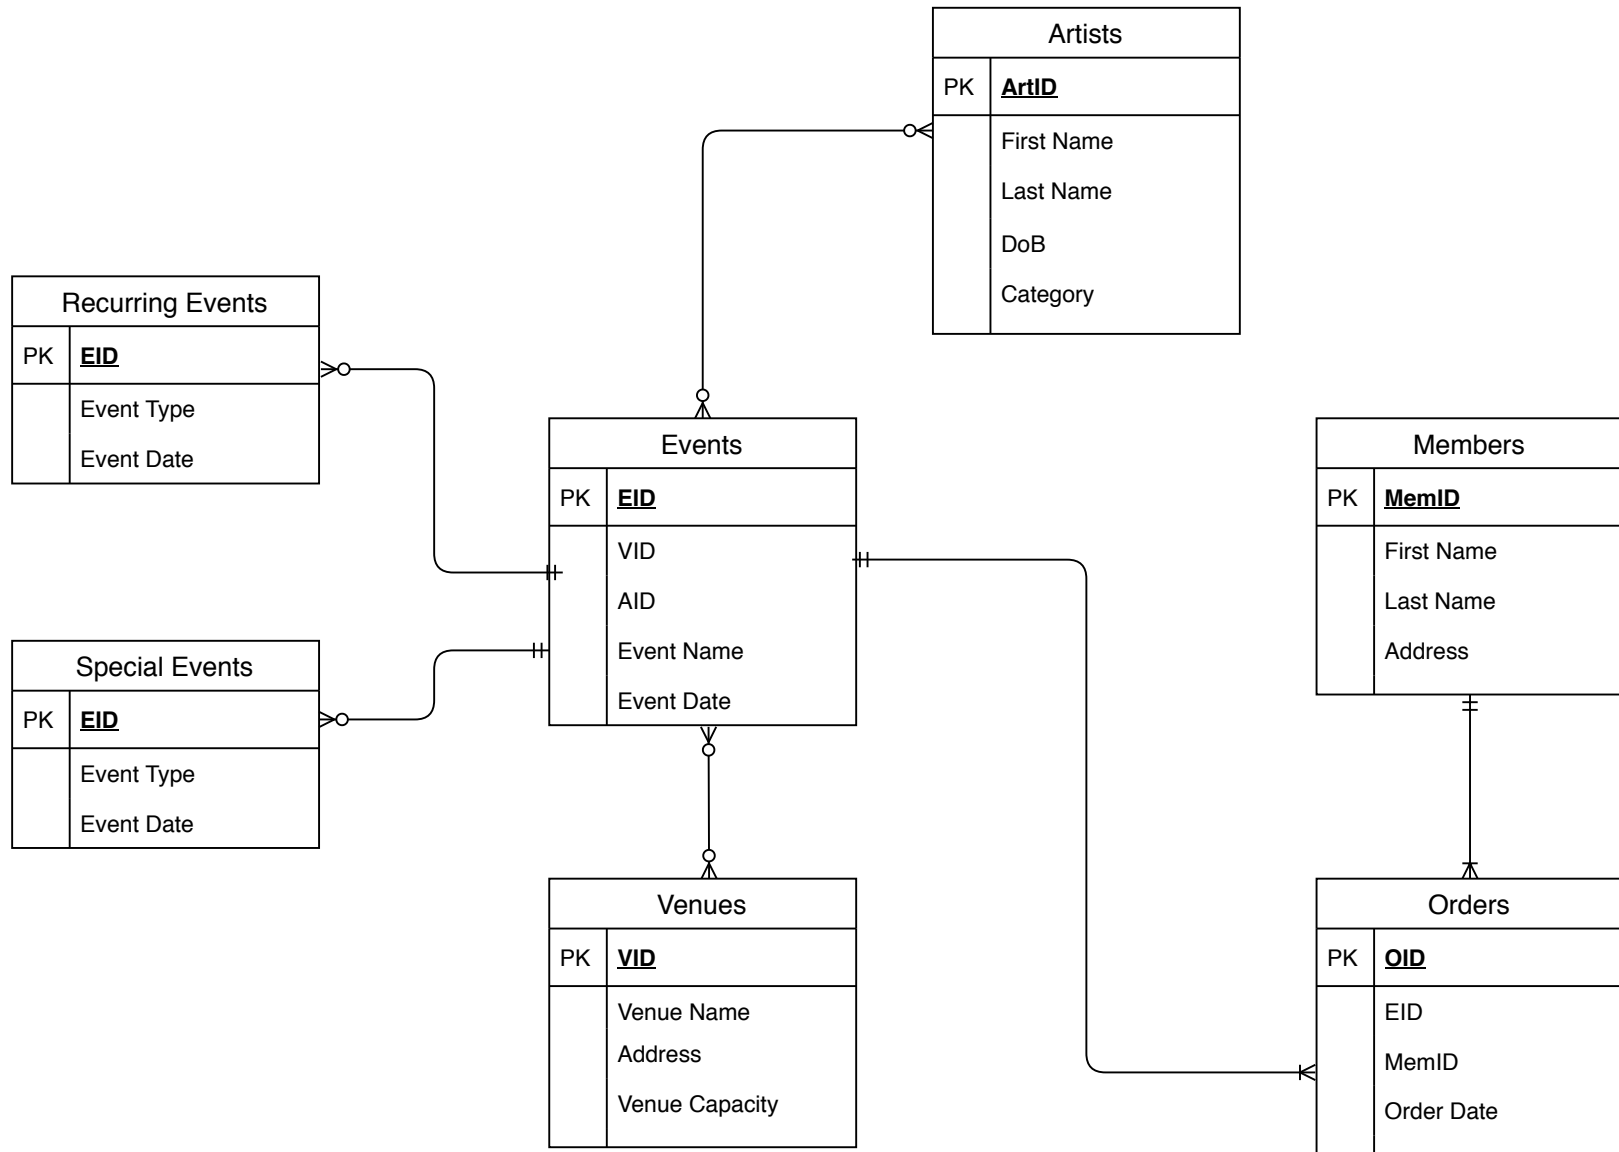 Artists
PK ArtID
First Name
Last Name
DoB
Category
Recurring Events
PK EID
Event Type
Event Date
Events
PK EID
VID
AID
Event Name
Event Date
Members
PK MemID
First Name
Last Name
Address
Special Events
PK EID
Event Type
Event Date
Venues
PK VID
Venue Name
Address
Venue Capacity
Orders
PK OID
EID
MemID
Order Date